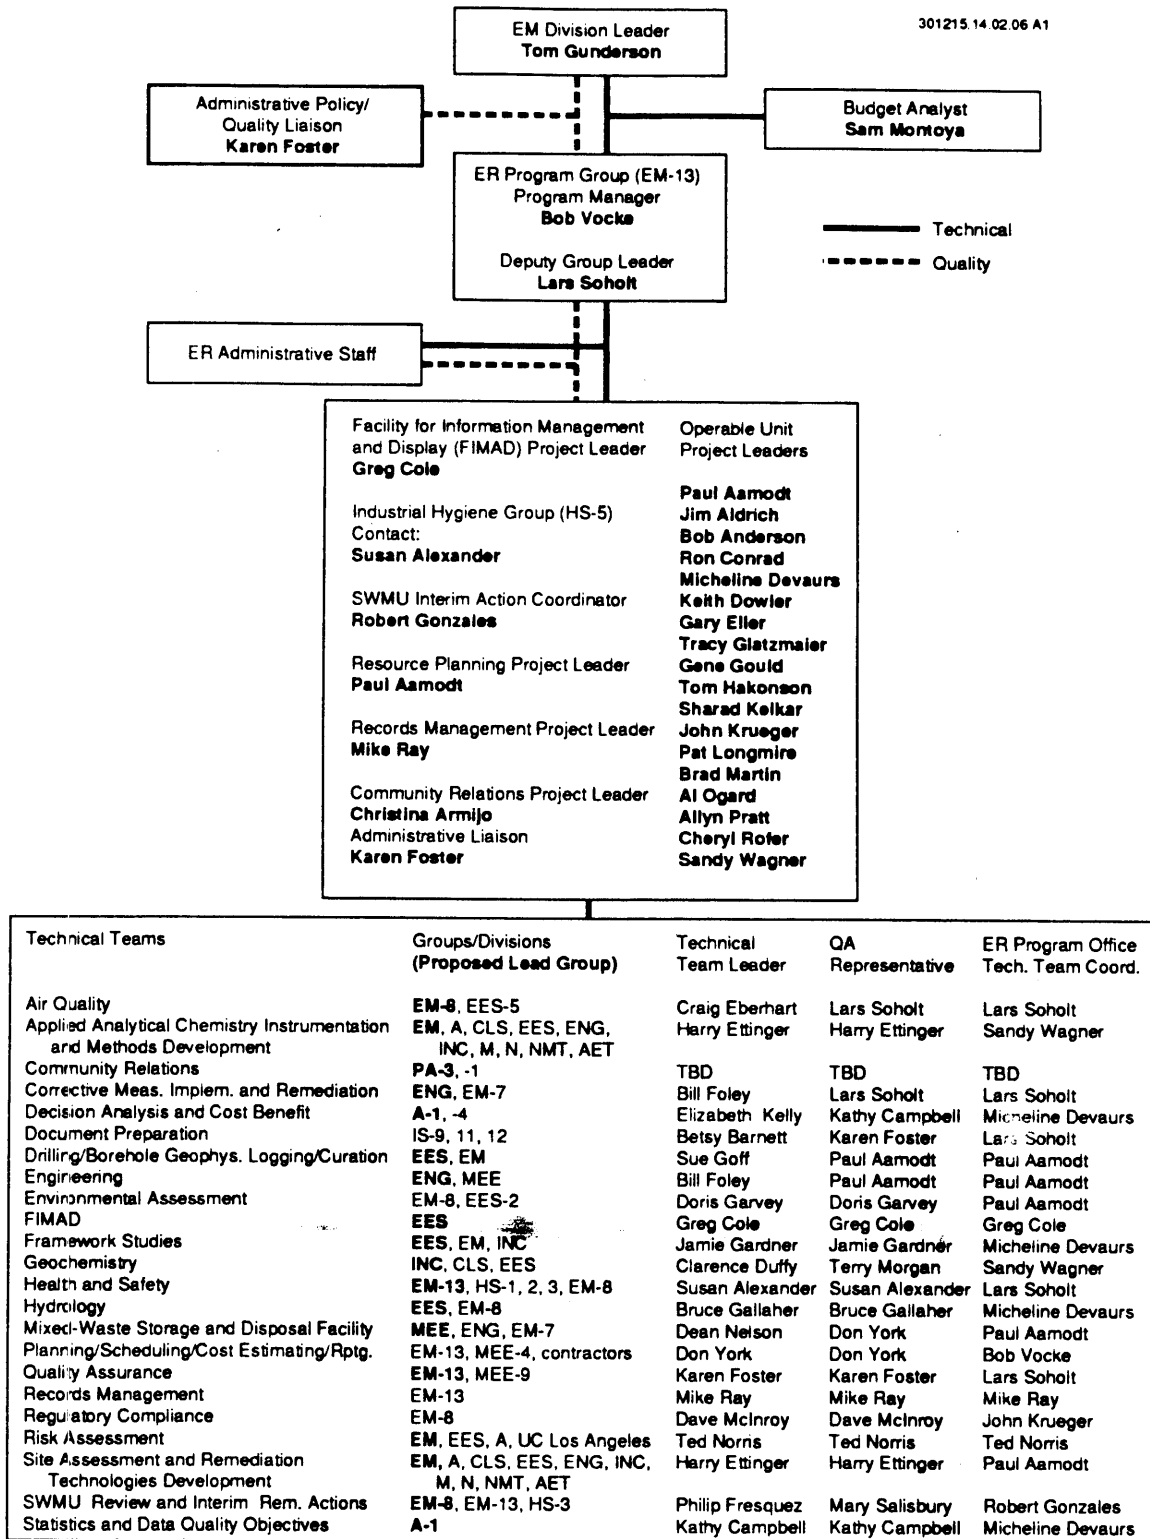 301215.14.02.06 A1
EM Division Leader
Tom Gunderson
Administrative Policy/
Quality Liaison
Karen Foster
Budget Analyst
Sam Montoya
ER Program Group (EM-13)
Program Manager
Bob Vocke
Deputy Group Leader
Lars Soholt
Technical
Quality
ER Administrative Staff
Facility for Information Management
and Display (FIMAD) Project Leader
Greg Cole
Industrial Hygiene Group (HS-5)
Contact:
Susan Alexander
SWMU Interim Action Coordinator
Robert Gonzales
Resource Planning Project Leader
Paul Aamodt
Records Management Project Leader
Mike Ray
Community Relations Project Leader
Christina Armijo
Administrative Liaison
Karen Foster
Operable Unit
Project Leaders
Paul Aamodt
Jim Aldrich
Bob Anderson
Ron Conrad
Micheline Devaurs
Keith Dowler
Gary Eller
Tracy Glatzmaier
Gene Gould
Tom Hakonson
Sharad Kelkar
John Krueger
Pat Longmire
Brad Martin
Al Ogard
Allyn Pratt
Cheryl Rofer
Sandy Wagner
Technical Teams Groups/Divisions Technical QA ER Program Office
(Proposed Lead Group) Team Leader Representative Tech. Team Coord.
Air Quality EM-8, EES-5 Craig Eberhart Lars Soholt Lars Soholt
Applied Analytical Chemistry Instrumentation EM, A, CLS, EES, ENG, Harry Ettinger Harry Ettinger Sandy Wagner
and Methods Development INC, M, N, NMT, AET
Community Relations PA-3, -1 TBD TBD TBD
Corrective Meas. Implem. and Remediation ENG, EM-7 Bill Foley Lars Soholt Lars Soholt
Decision Analysis and Cost Benefit A-1, -4 Elizabeth Kelly Kathy Campbell Micheline Devaurs
Document Preparation IS-9, 11, 12 Betsy Barnett Karen Foster Lars Soholt
Drilling/Borehole Geophys. Logging/Curation EES, EM Sue Goff Paul Aamodt Paul Aamodt
Engineering ENG, MEE Bill Foley Paul Aamodt Paul Aamodt
Environmental Assessment EM-8, EES-2 Doris Garvey Doris Garvey Paul Aamodt
FIMAD EES Greg Cole Greg Cole Greg Cole
Framework Studies EES, EM, INC Jamie Gardner Jamie Gardner Micheline Devaurs
Geochemistry INC, CLS, EES Clarence Duffy Terry Morgan Sandy Wagner
Health and Safety EM-13, HS-1, 2, 3, EM-8 Susan Alexander Susan Alexander Lars Soholt
Hydrology EES, EM-8 Bruce Gallaher Bruce Gallaher Micheline Devaurs
Mixed-Waste Storage and Disposal Facility MEE, ENG, EM-7 Dean Nelson Don York Paul Aamodt
Planning/Scheduling/Cost Estimating/Rptg. EM-13, MEE-4, contractors Don York Don York Bob Vocke
Quality Assurance EM-13, MEE-9 Karen Foster Karen Foster Lars Soholt
Records Management EM-13 Mike Ray Mike Ray Mike Ray
Regulatory Compliance EM-8 Dave McInroy Dave McInroy John Krueger
Risk Assessment EM, EES, A, UC Los Angeles Ted Norris Ted Norris Ted Norris
Site Assessment and Remediation EM, A, CLS, EES, ENG, INC, Harry Ettinger Harry Ettinger Paul Aamodt
Technologies Development M, N, NMT, AET
SWMU Review and Interim Rem. Actions EM-8, EM-13, HS-3 Philip Fresquez Mary Salisbury Robert Gonzales
Statistics and Data Quality Objectives A-1 Kathy Campbell Kathy Campbell Micheline Devaurs